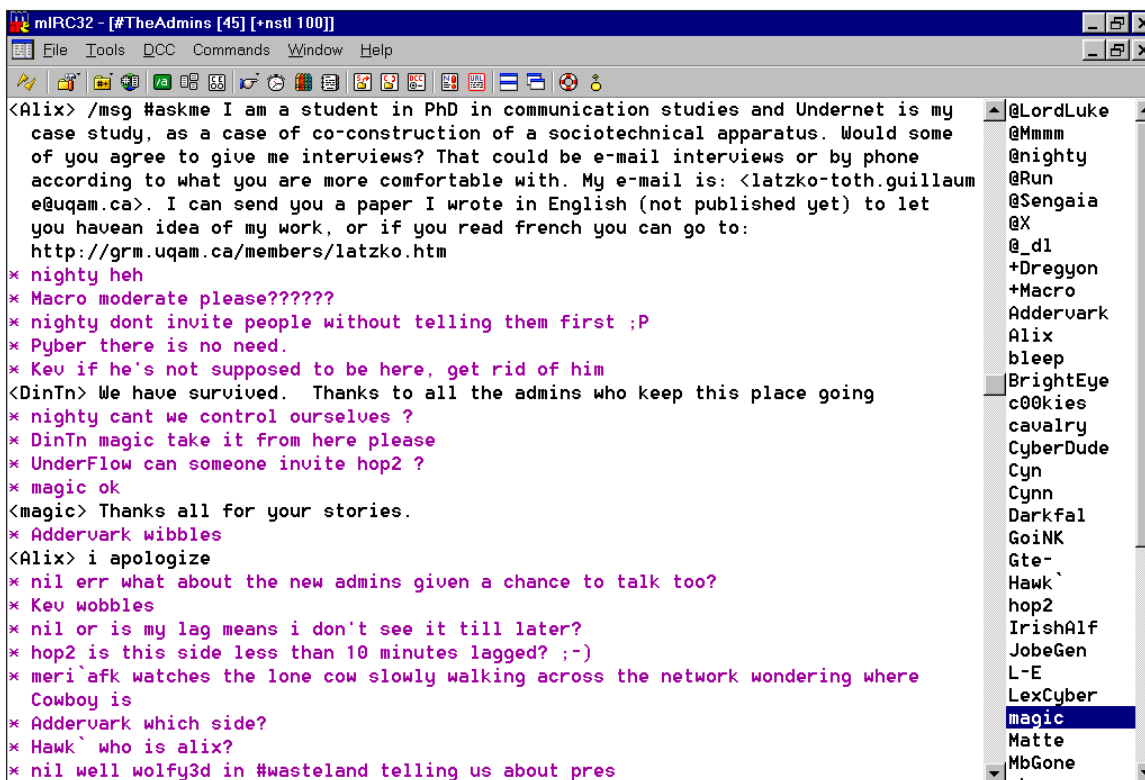 mIRC32 - [#TheAdmins [45] [+nstl 100]]
File Tools DCC Commands Window Help
<Alix> /msg #askme I am a student in PhD in communication studies and Undernet is my
case study, as a case of co-construction of a sociotechnical apparatus. Would some
of you agree to give me interviews? That could be e-mail interviews or by phone
according to what you are more comfortable with. My e-mail is: <latzko-toth.guillaum
e@uqam.ca>. I can send you a paper I wrote in English (not published yet) to let
you havean idea of my work, or if you read french you can go to:
http://grm.uqam.ca/members/latzko.htm
* nighty heh
* Macro moderate please??????
* nighty dont invite people without telling them first ;P
* Pyber there is no need.
* Kev if he's not supposed to be here, get rid of him
<DinTn> We have survived.  Thanks to all the admins who keep this place going
* nighty cant we control ourselves ?
* DinTn magic take it from here please
* UnderFlow can someone invite hop2 ?
* magic ok
<magic> Thanks all for your stories.
* Addervark wibbles
<Alix> i apologize
* nil err what about the new admins given a chance to talk too?
* Kev wobbles
* nil or is my lag means i don't see it till later?
* hop2 is this side less than 10 minutes lagged? ;-)
* meri`afk watches the lone cow slowly walking across the network wondering where
Cowboy is
* Addervark which side?
* Hawk` who is alix?
* nil well wolfy3d in #wasteland telling us about pres
@LordLuke
@Mmmm
@nighty
@Run
@Sengaia
@X
@_dl
+Dregyon
+Macro
Addervark
Alix
bleep
BrightEye
c00kies
cavalry
CyberDude
Cyn
Cynn
Darkfal
GoiNK
Gte-
Hawk`
hop2
IrishAlf
JobeGen
L-E
LexCyber
magic
Matte
MbGone